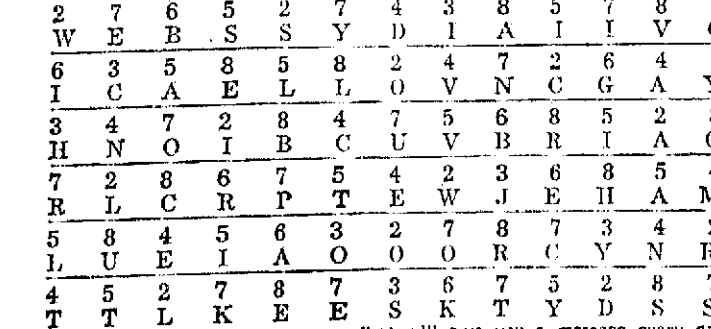 2 7 6 5 2 7 4 3 8 5 7 8
W E B S S Y D I A I I V
6 3 5 8 5 8 2 4 7 2 6 4
I C A E L L O V N C G A
3 4 7 2 8 4 7 5 6 8 5 2
H N O I B C U V B R I A
7 2 8 6 7 5 4 2 3 6 8 5
R L C R P T E W J E H A M
5 8 4 5 6 3 2 7 8 7 3 4
L U E I A O O O R C Y N
4 5 2 7 8 7 3 6 7 5 2 8
T T L K E E S K T Y D S S